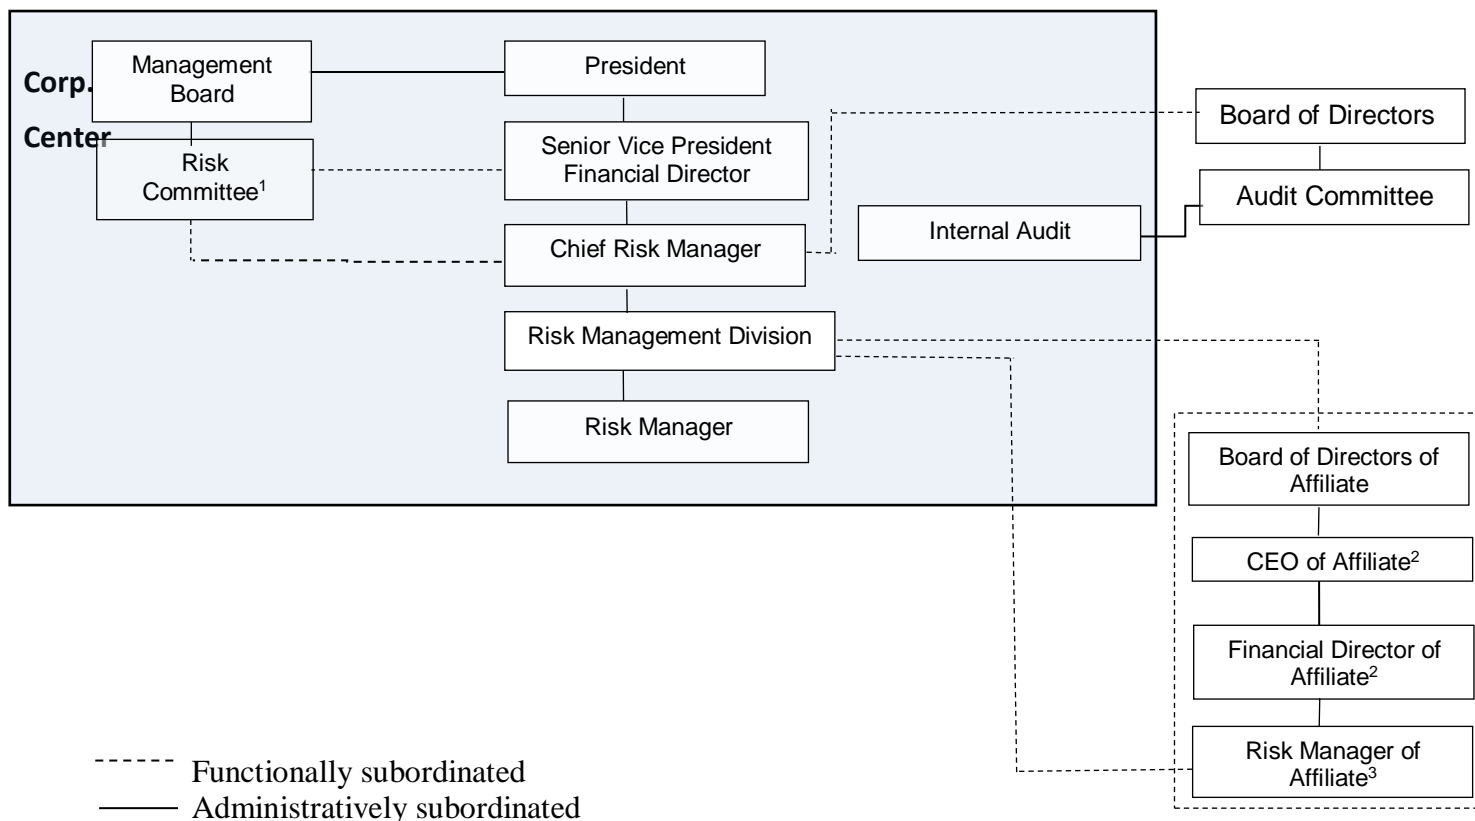 Corp.
Center
Management
Board
President
Risk
Committee¹
Senior Vice President
Financial Director
Board of Directors
Audit Committee
Internal Audit
Chief Risk Manager
Risk Management Division
Risk Manager
Board of Directors of
Affiliate
CEO of Affiliate²
Financial Director of
Affiliate²
Risk Manager of
Affiliate³
Functionally subordinated
Administratively subordinated